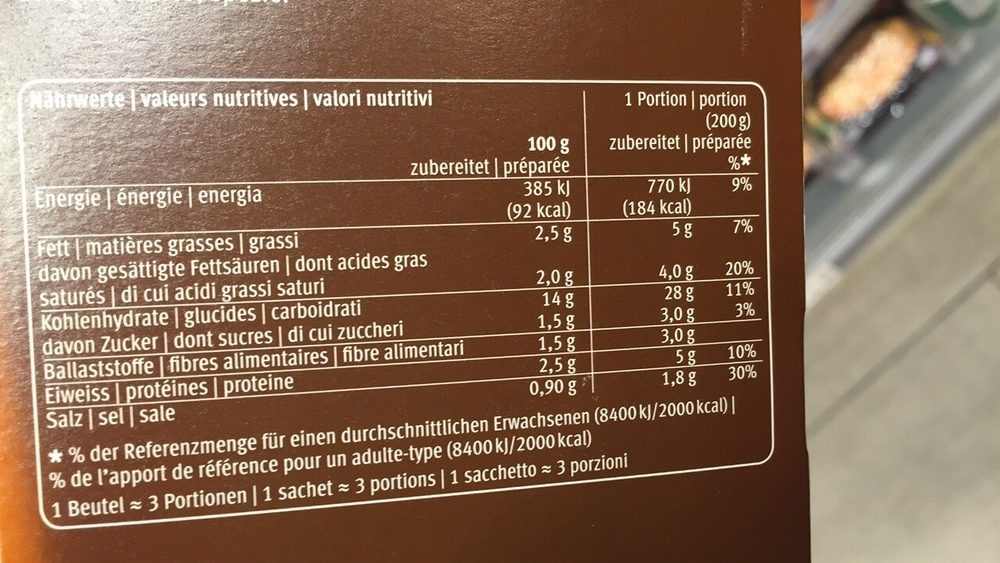 Nährwerte | valeurs nutritives | valori nutritivi
100 g
zubereitet | préparée
1 Portion | portion
(200 g)
zubereitet | préparée
%*
Energie | énergie | energia 385 kJ 770 kJ 9%
(92 kcal) (184 kcal)
Fett | matières grasses | grassi 2,5 g 5 g 7%
davon gesättigte Fettsäuren | dont acides gras
saturés | di cui acidi grassi saturi 2,0 g 4,0 g 20%
Kohlenhydrate | glucides | carboidrati 14 g 28 g 11%
davon Zucker | dont sucres | di cui zuccheri 1,5 g 3,0 g 3%
Ballaststoffe | fibres alimentaires | fibre alimentari 1,5 g 3,0 g
Eiweiss | protéines | proteine 2,5 g 5 g 10%
Salz | sel | sale 0,90 g 1,8 g 30%
* % der Referenzmenge für einen durchschnittlichen Erwachsenen (8400 kJ/2000 kcal) |
% de l'apport de référence pour un adulte-type (8400 kJ/2000 kcal)
1 Beutel ≈ 3 Portionen | 1 sachet ≈ 3 portions | 1 sacchetto ≈ 3 porzioni